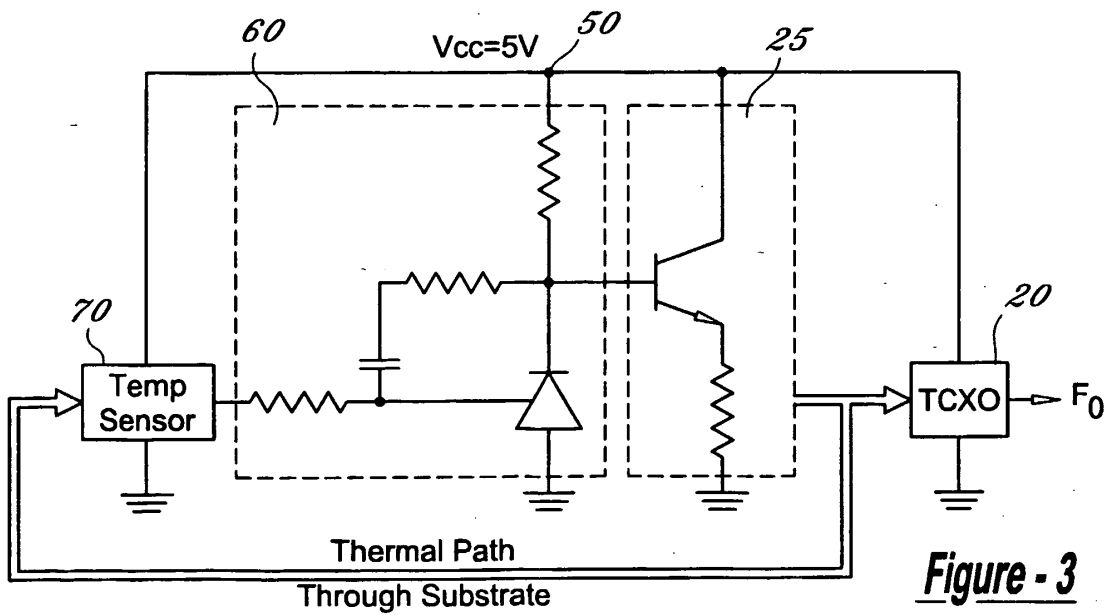 60
Vcc=5V
50
25
70
Temp
Sensor
20
TCXO
F0
Thermal Path
Through Substrate
Figure - 3